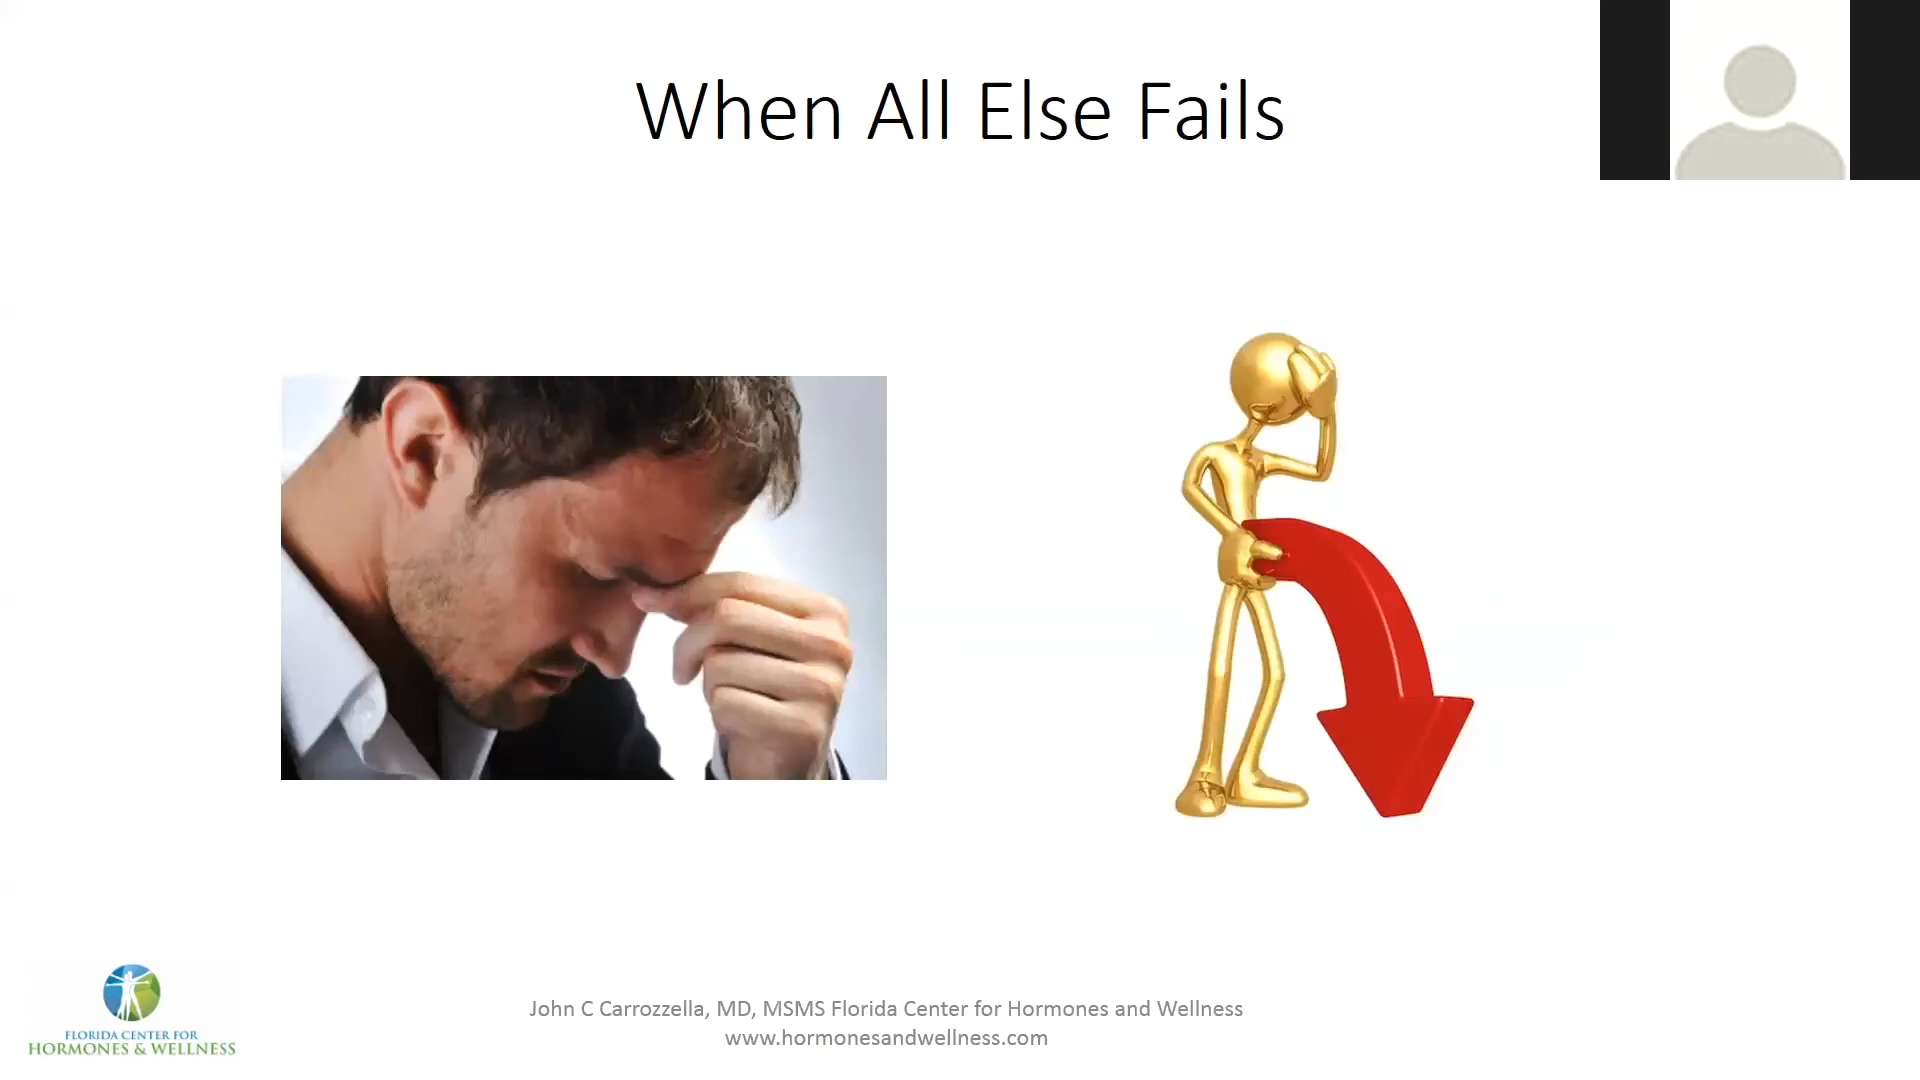 When All Else Fails
FLORIDA CENTER FOR
HORMONES & WELLNESS
John C Carrozzella, MD, MSMS Florida Center for Hormones and Wellness
www.hormonesandwellness.com